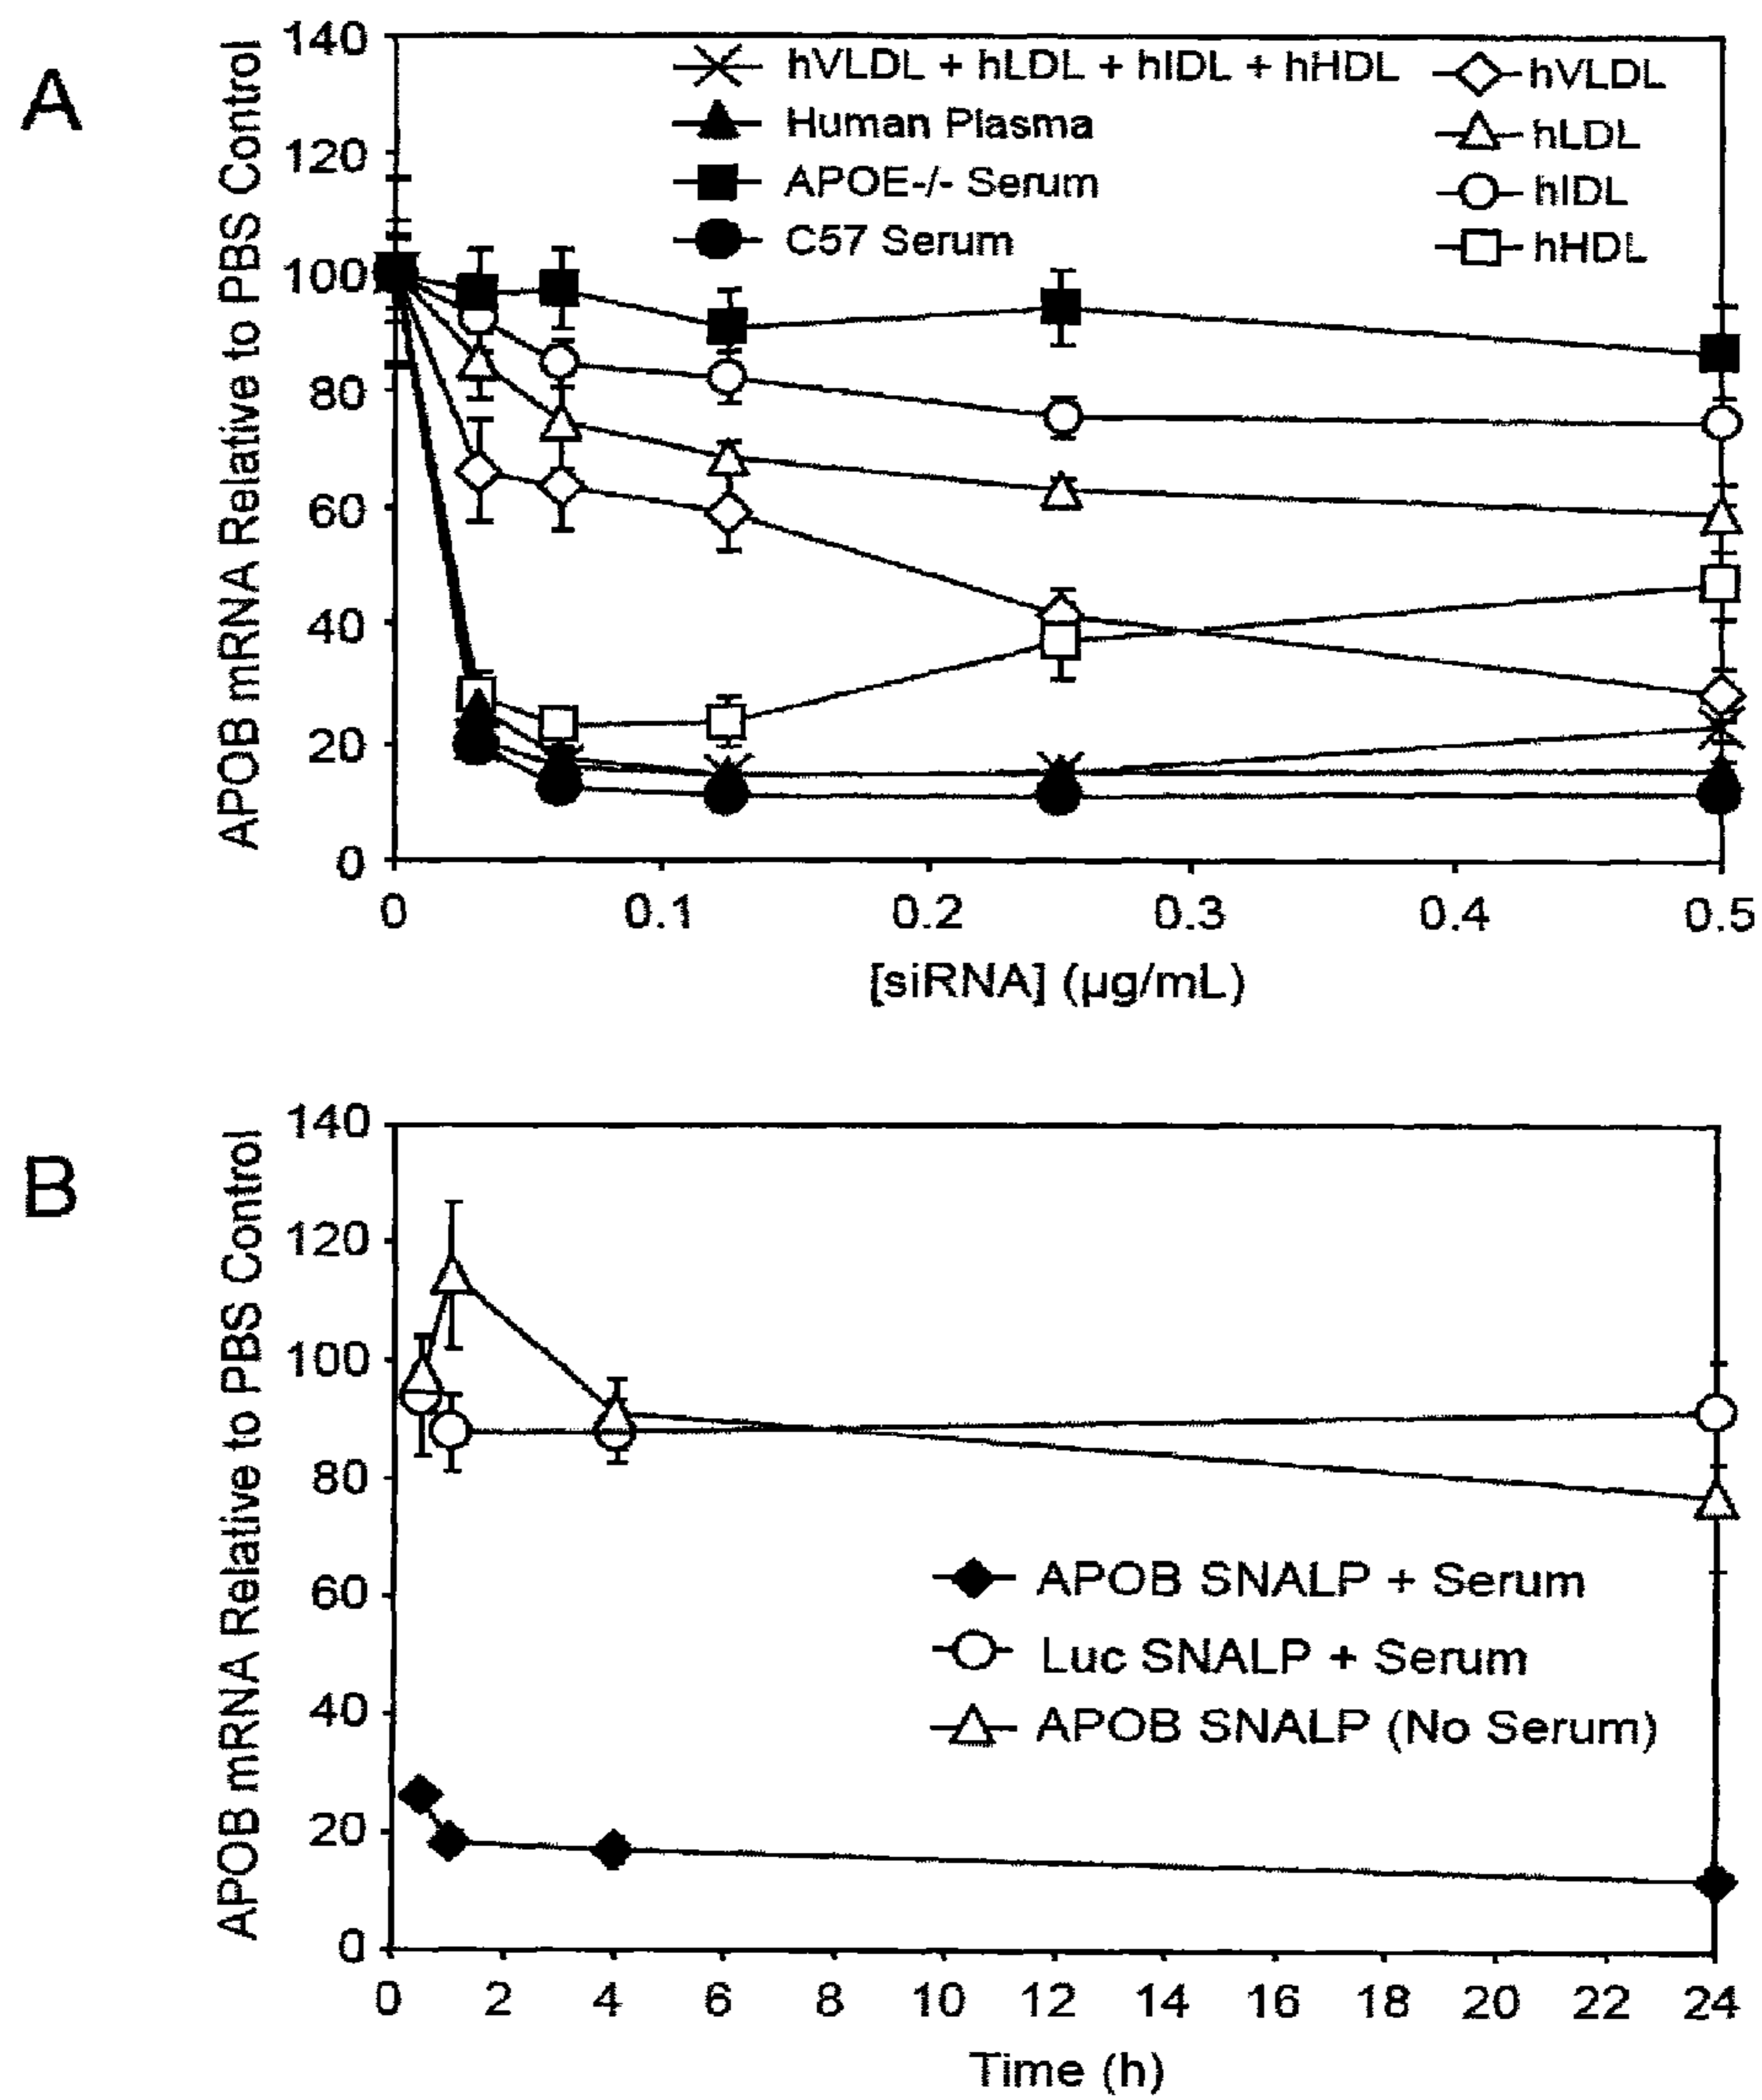 A
APOB mRNA Relative to PBS Control
140
120
100
80
60
40
20
0
hVLDL + hLDL + hIDL + hHDL
Human Plasma
APOE-/- Serum
C57 Serum
hVLDL
hLDL
hIDL
hHDL
0 0.1 0.2 0.3 0.4 0.5
[siRNA] (µg/mL)
B
APOB mRNA Relative to PBS Control
140
120
100
80
60
40
20
0
APOB SNALP + Serum
Luc SNALP + Serum
APOB SNALP (No Serum)
0 2 4 6 8 10 12 14 16 18 20 22 24
Time (h)